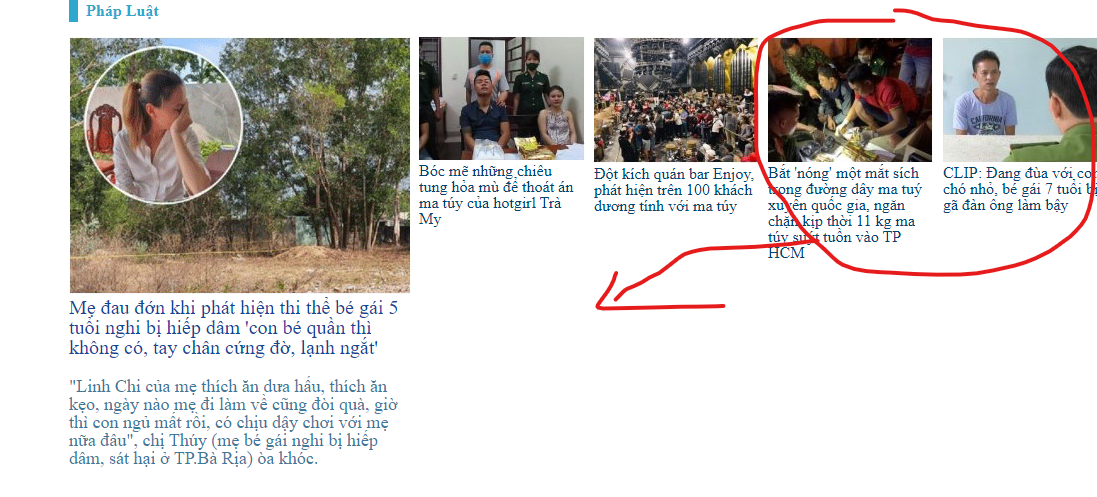 Pháp Luật
Mẹ đau đớn khi phát hiện thi thể bé gái 5
tuổi nghi bị hiếp dâm 'con bé quần thì
không có, tay chân cứng đờ, lạnh ngắt'
"Linh Chi của mẹ thích ăn dưa hấu, thích ăn
kẹo, ngày nào mẹ đi làm về cũng đòi quà, giờ
thì con ngủ mất rồi, có chịu dậy chơi với mẹ
nữa đâu", chị Thúy (mẹ bé gái nghi bị hiếp
dâm, sát hại ở TP.Bà Rịa) òa khóc.
Bóc mẽ những chiêu
tung hỏa mù để thoát án
ma túy của hotgirl Trà
My
Đột kích quán bar Enjoy,
phát hiện trên 100 khách
dương tính với ma túy
Bắt 'nóng' một mắt xích
trong đường dây ma tuý
xuyên quốc gia, ngăn
chặn kịp thời 11 kg ma
túy suýt tuồn vào TP
HCM
CLIP: Đang đùa với con
chó nhỏ, bé gái 7 tuổi bị
gã đàn ông làm bậy
CALIFORNIA